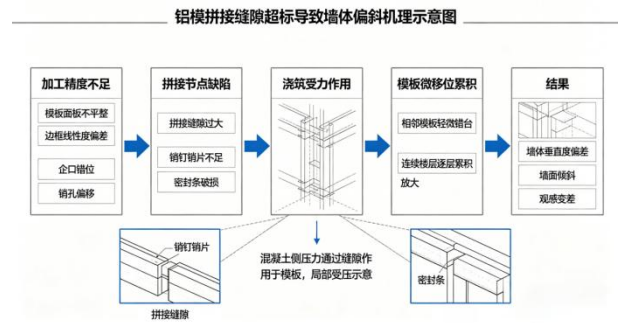 铝模拼接缝隙超标导致墙体偏斜机理示意图
加工精度不足
模板面板不平整
边框线性度偏差
企口错位
销孔偏移
拼接节点缺陷
拼接缝隙过大
销钉销片不足
密封条破损
浇筑受力作用
模板微移位累积
相邻模板轻微错台
连续楼层逐层累积
放大
结果
墙体垂直度偏差
墙面倾斜
观感变差
销钉销片
拼接缝隙
混凝土侧压力通过缝隙作
用于模板，局部受压示意
密封条